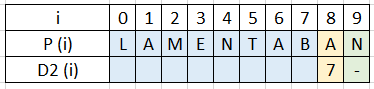 i 0 1 2 3 4 5 6 7 8 9
P (i) L A M E N T A B A N
D2 (i) 7 -